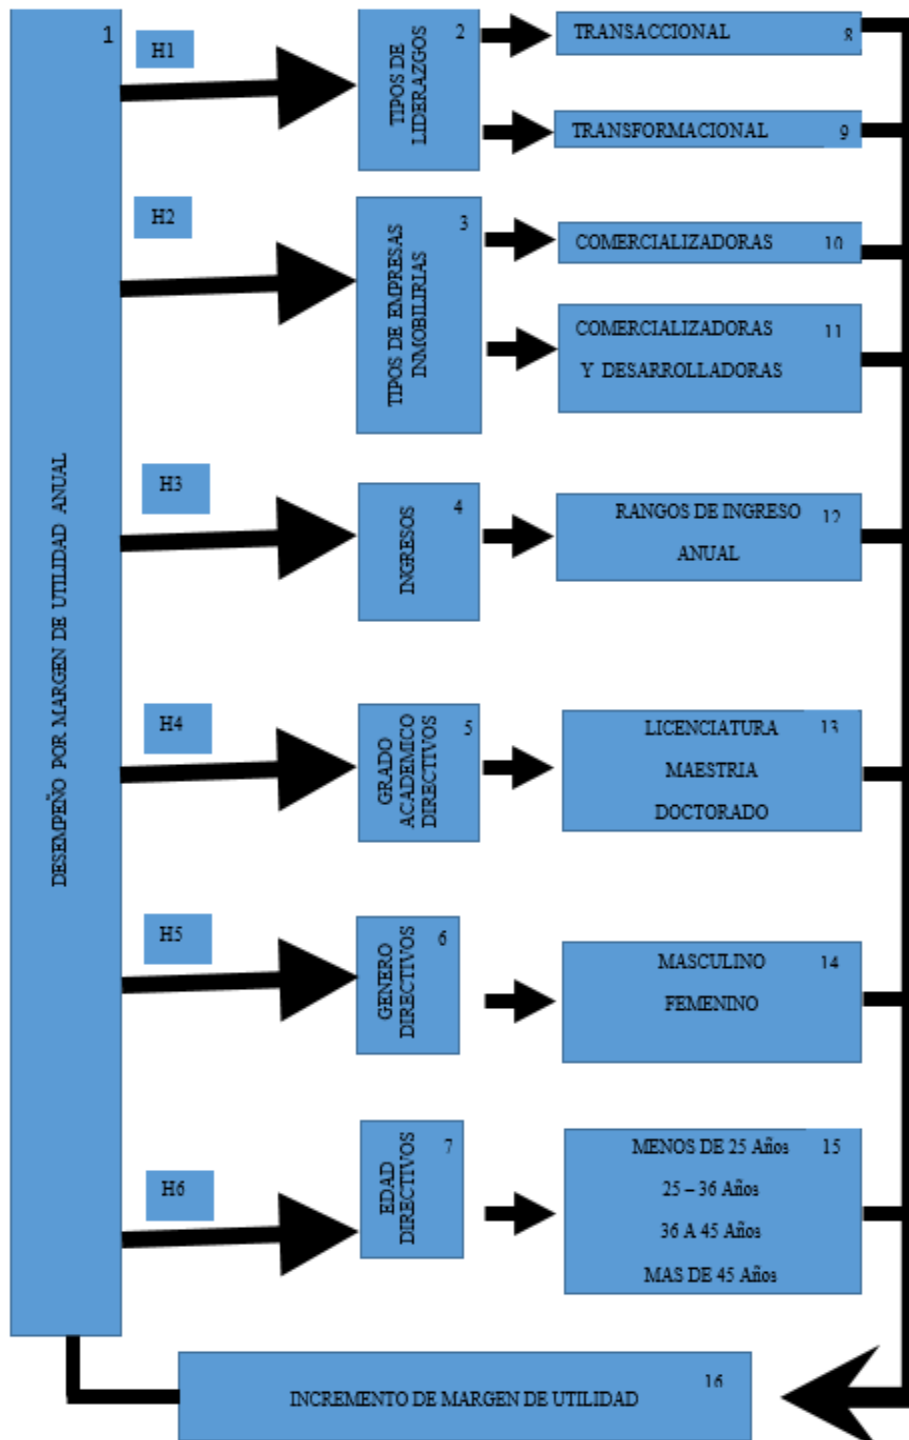 1
DESEMPEÑO POR MARGEN DE UTILIDAD ANUAL
H1
2
TIPOS DE
LIDERAZGOS
TRANSACCIONAL 8
TRANSFORMACIONAL 9
H2
3
TIPOS DE EMPRESAS
INMOBILIRIAS
COMERCIALIZADORAS 10
COMERCIALIZADORAS 11
Y DESARROLLADORAS
H3
4
INGRESOS
RANGOS DE INGRESO 12
ANUAL
H4
5
GRADO
ACADEMICO
DIRECTIVOS
LICENCIATURA 13
MAESTRIA
DOCTORADO
H5
6
GENERO
DIRECTIVOS
MASCULINO 14
FEMENINO
H6
7
EDAD
DIRECTIVOS
MENOS DE 25 Años 15
25 – 36 Años
36 A 45 Años
MAS DE 45 Años
INCREMENTO DE MARGEN DE UTILIDAD 16